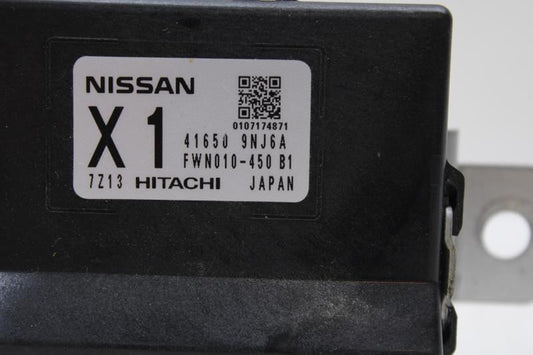 NISSAN
0107174871
X1
41650 9NJ6A
FWN010-450 B1
7Z13 HITACHI JAPAN